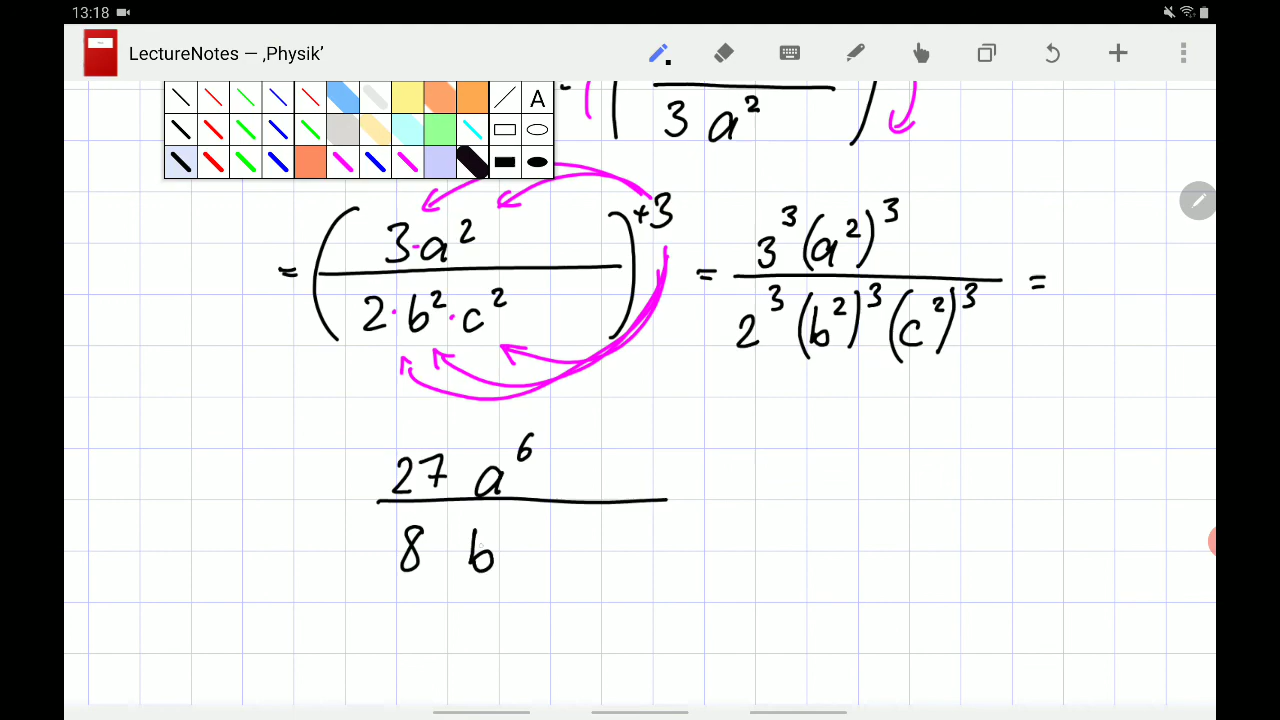 13:18
LectureNotes — ‚Physik’
A
3 a²
= (3·a² / 2·b²·c²)⁺³ = 3³(a²)³ / 2³(b²)³(c²)³ =
27 a⁶
8 b